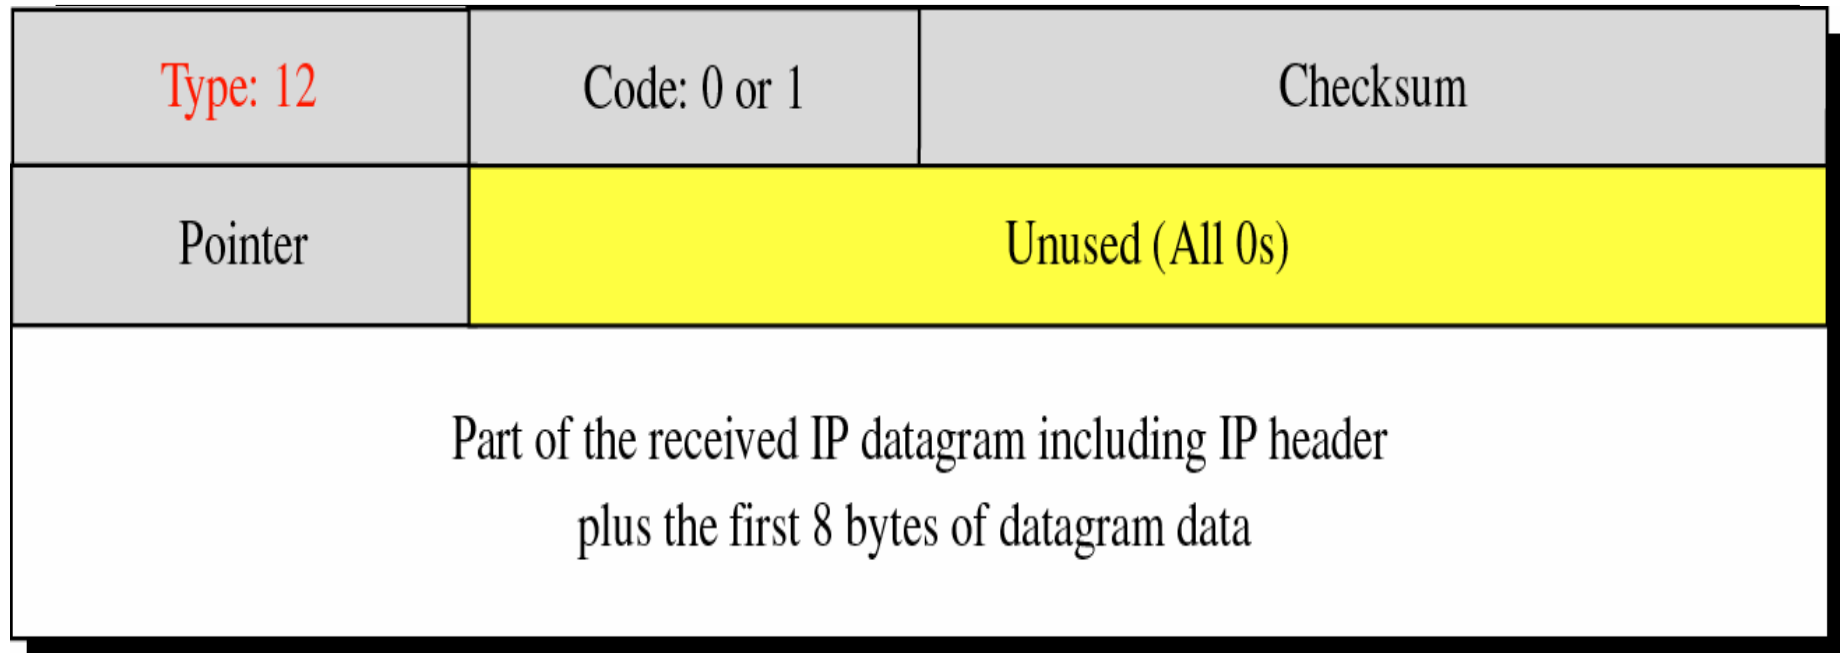 Type: 12
Code: 0 or 1
Checksum
Pointer
Unused (All 0s)
Part of the received IP datagram including IP header
plus the first 8 bytes of datagram data